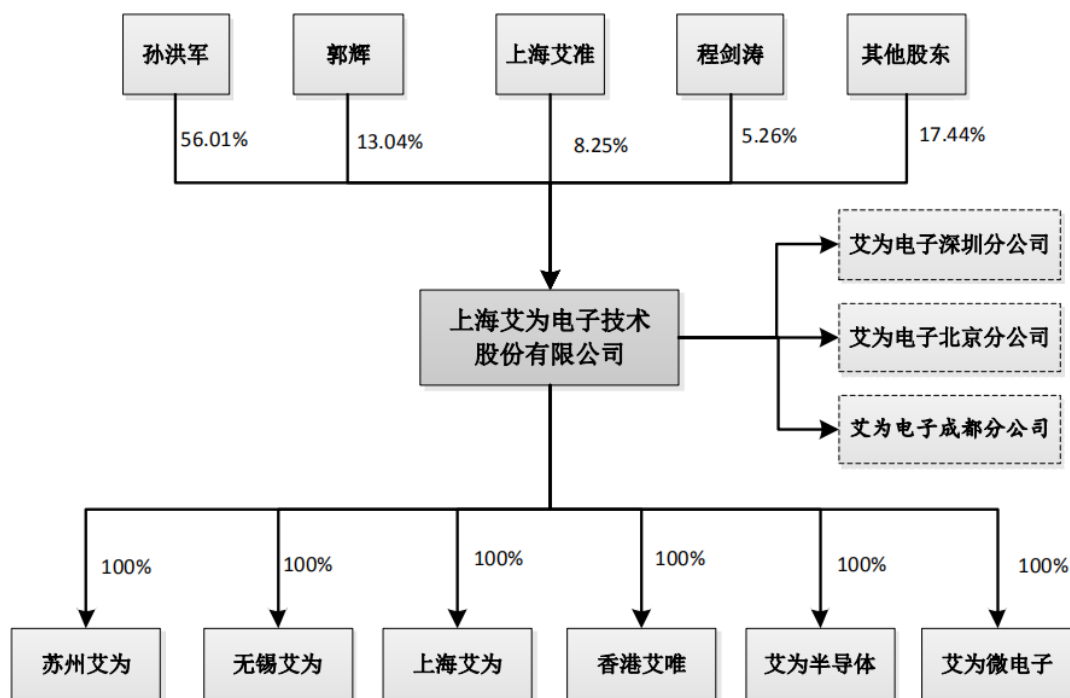 孙洪军
郭辉
上海艾准
程剑涛
其他股东
56.01%
13.04%
8.25%
5.26%
17.44%
艾为电子深圳分公司
上海艾为电子技术
股份有限公司
艾为电子北京分公司
艾为电子成都分公司
100%
100%
100%
100%
100%
100%
苏州艾为
无锡艾为
上海艾为
香港艾唯
艾为半导体
艾为微电子